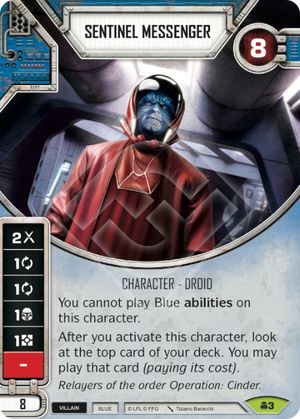 SENTINEL MESSENGER
8
2
1
1
1
1
-
CHARACTER - DROID
You cannot play Blue abilities on
this character.
After you activate this character, look
at the top card of your deck. You may
play that card (paying its cost).
Relayers of the order Operation: Cinder.
8
VILLAIN
BLUE
© LFL © FFG
Tiziano Baracchi
3